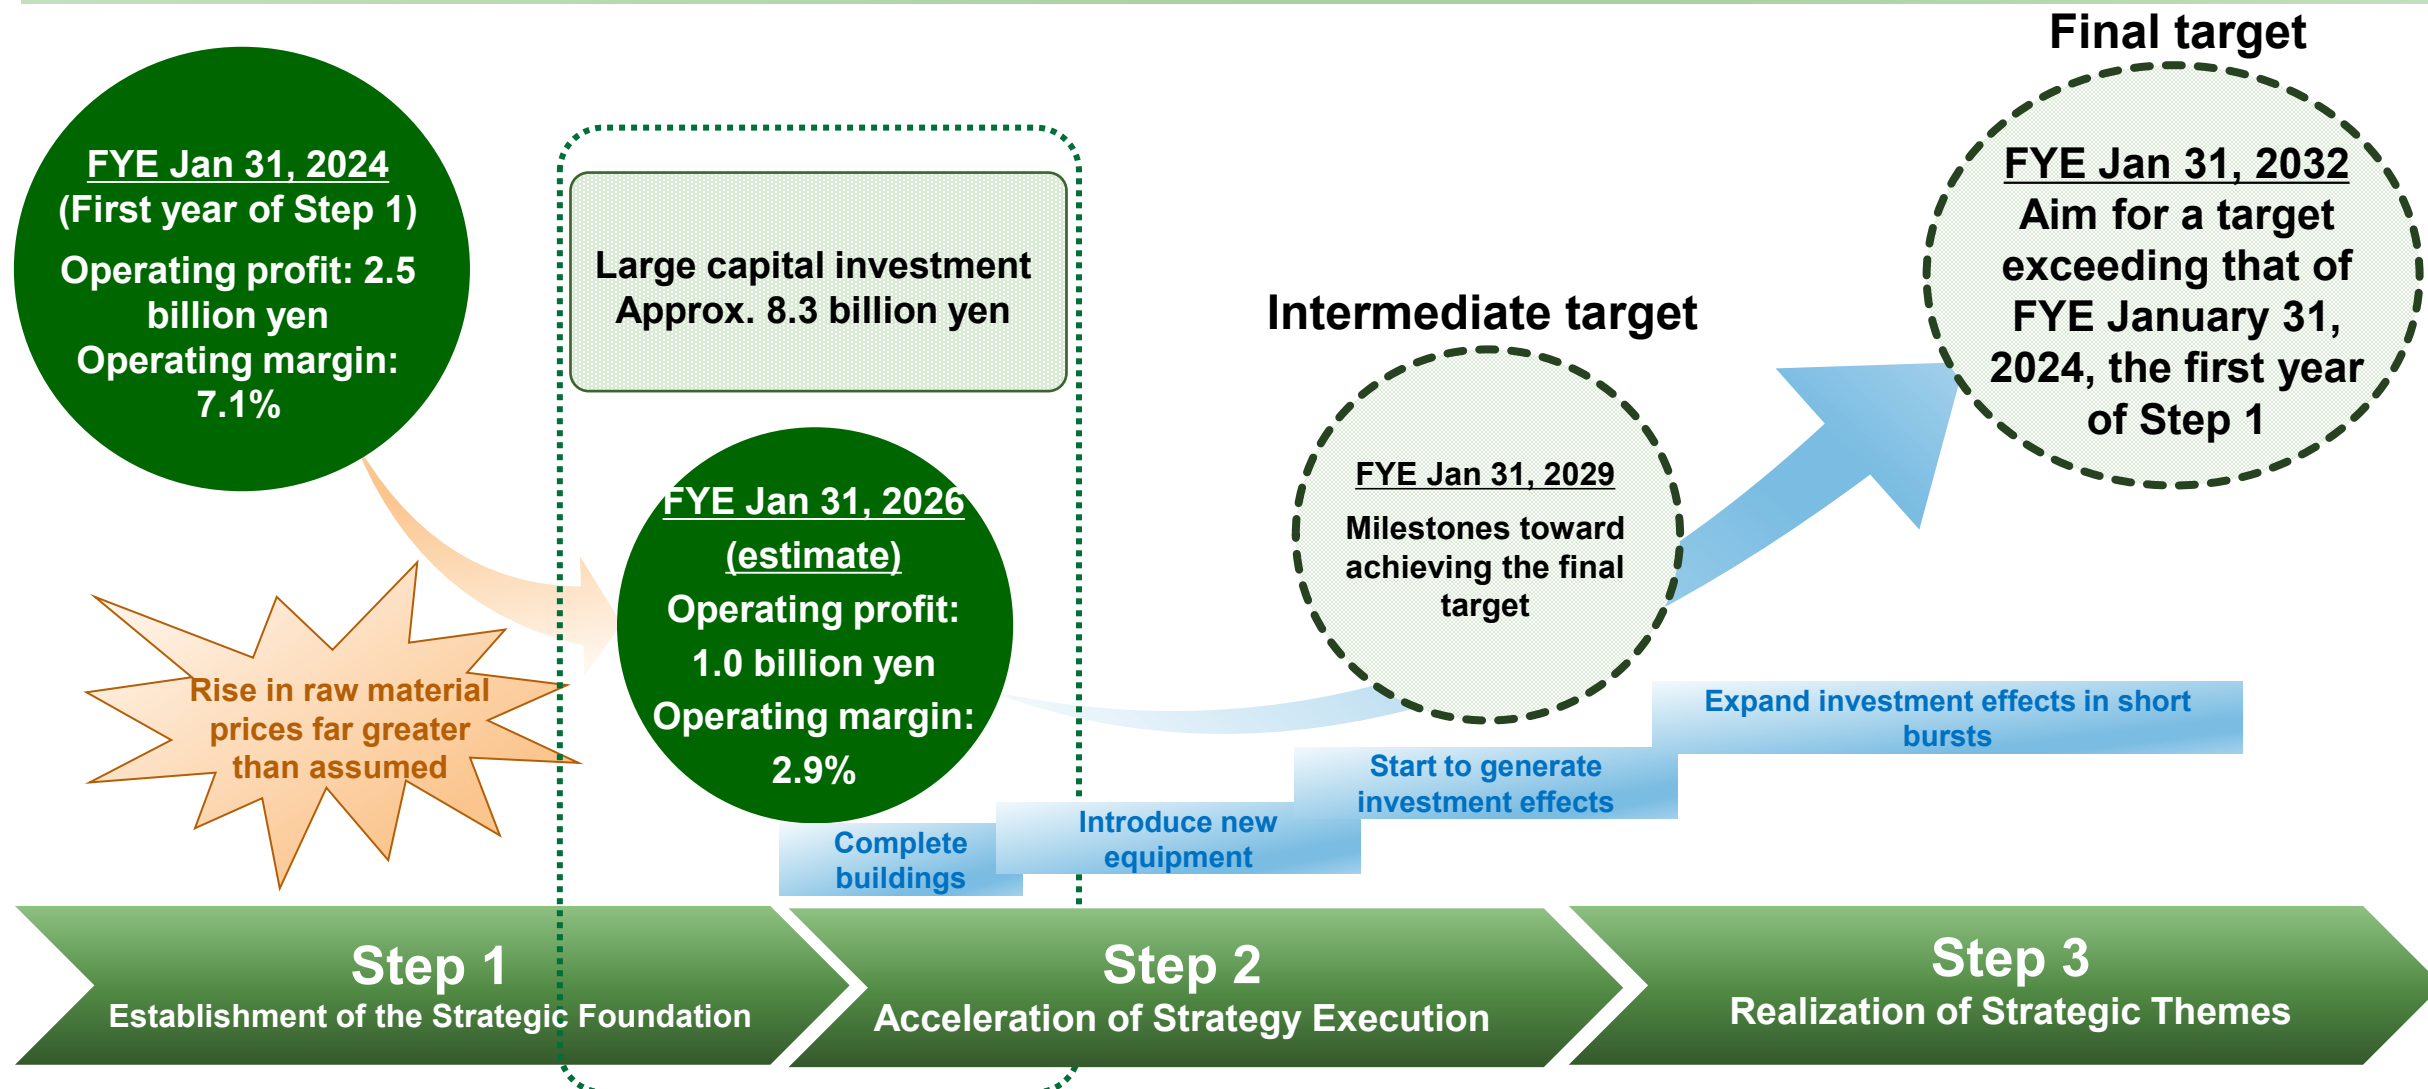 Final target
FYE Jan 31, 2024
(First year of Step 1)
Operating profit: 2.5
billion yen
Operating margin:
7.1%
Large capital investment
Approx. 8.3 billion yen
FYE Jan 31, 2032
Aim for a target
exceeding that of
FYE January 31,
2024, the first year
of Step 1
Intermediate target
FYE Jan 31, 2029
Milestones toward
achieving the final
target
FYE Jan 31, 2026
(estimate)
Operating profit:
1.0 billion yen
Operating margin:
2.9%
Rise in raw material
prices far greater
than assumed
Complete
buildings
Introduce new
equipment
Start to generate
investment effects
Expand investment effects in short
bursts
Step 1
Establishment of the Strategic Foundation
Step 2
Acceleration of Strategy Execution
Step 3
Realization of Strategic Themes